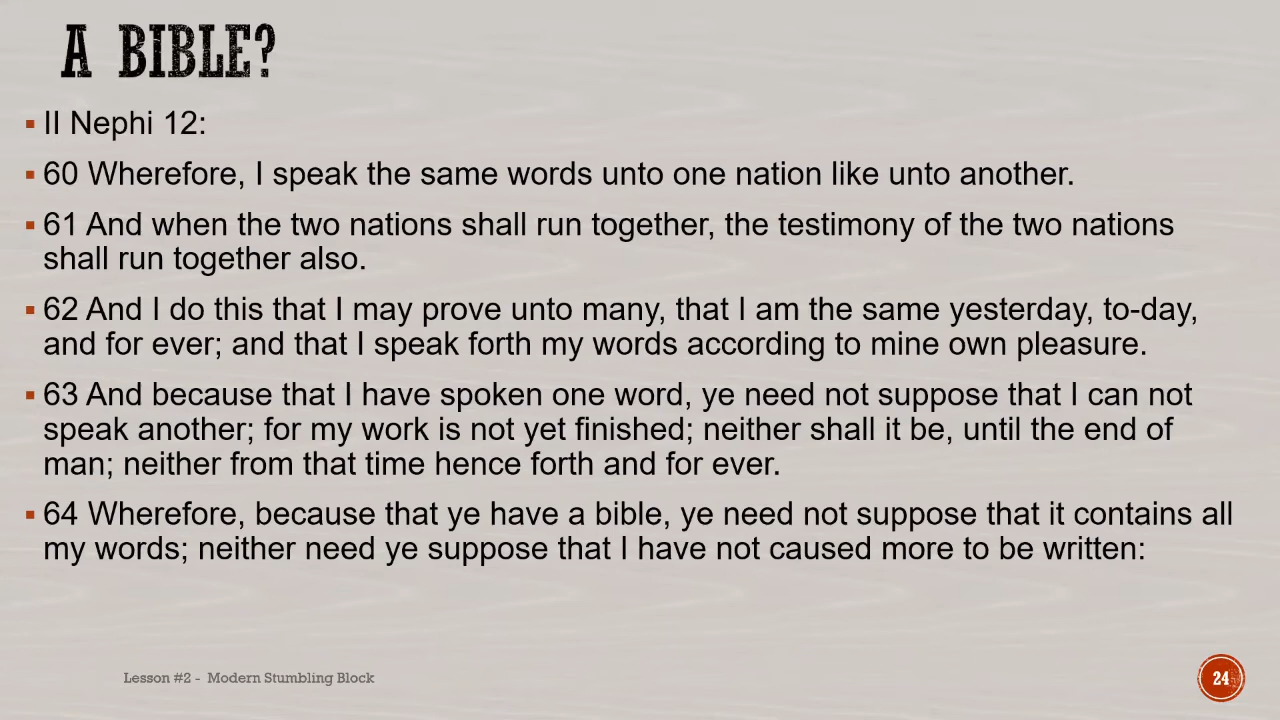 A BIBLE?
▪ II Nephi 12:
▪ 60 Wherefore, I speak the same words unto one nation like unto another.
▪ 61 And when the two nations shall run together, the testimony of the two nations
shall run together also.
▪ 62 And I do this that I may prove unto many, that I am the same yesterday, to-day,
and for ever; and that I speak forth my words according to mine own pleasure.
▪ 63 And because that I have spoken one word, ye need not suppose that I can not
speak another; for my work is not yet finished; neither shall it be, until the end of
man; neither from that time hence forth and for ever.
▪ 64 Wherefore, because that ye have a bible, ye need not suppose that it contains all
my words; neither need ye suppose that I have not caused more to be written:
Lesson #2 - Modern Stumbling Block
24